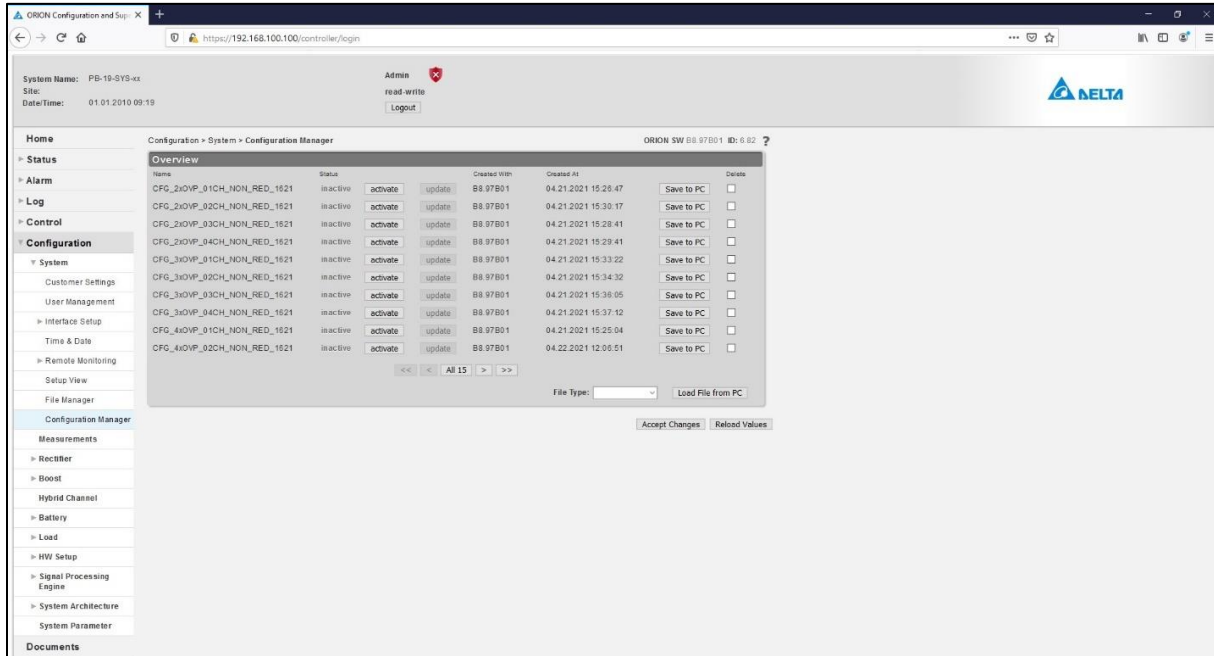 ORION Configuration and Supe
https://192.168.100.100/controller/login
System Name: PB-19-SYS-xx
Site:
Date/Time: 01.01.2010 09:19
Admin
read-write
Logout
DELTA
Home
Status
Alarm
Log
Control
Configuration
System
Customer Settings
User Management
Interface Setup
Time & Date
Remote Monitoring
Setup View
File Manager
Configuration Manager
Measurements
Rectifier
Boost
Hybrid Channel
Battery
Load
HW Setup
Signal Processing
Engine
System Architecture
System Parameter
Documents
Configuration > System > Configuration Manager ORION SW B8.97B01 ID: 6.82 ?
Overview
Name Status Created With Created At Delete
CFG_2xOVP_01CH_NON_RED_1621 inactive activate update B8.97B01 04.21.2021 15:26:47 Save to PC
CFG_2xOVP_02CH_NON_RED_1621 inactive activate update B8.97B01 04.21.2021 15:30:17 Save to PC
CFG_2xOVP_03CH_NON_RED_1621 inactive activate update B8.97B01 04.21.2021 15:28:41 Save to PC
CFG_2xOVP_04CH_NON_RED_1621 inactive activate update B8.97B01 04.21.2021 15:29:41 Save to PC
CFG_3xOVP_01CH_NON_RED_1621 inactive activate update B8.97B01 04.21.2021 15:33:22 Save to PC
CFG_3xOVP_02CH_NON_RED_1621 inactive activate update B8.97B01 04.21.2021 15:34:32 Save to PC
CFG_3xOVP_03CH_NON_RED_1621 inactive activate update B8.97B01 04.21.2021 15:36:05 Save to PC
CFG_3xOVP_04CH_NON_RED_1621 inactive activate update B8.97B01 04.21.2021 15:37:12 Save to PC
CFG_4xOVP_01CH_NON_RED_1621 inactive activate update B8.97B01 04.21.2021 15:25:04 Save to PC
CFG_4xOVP_02CH_NON_RED_1621 inactive activate update B8.97B01 04.22.2021 12:06:51 Save to PC
<< < All 15 > >>
File Type: Load File from PC
Accept Changes Reload Values